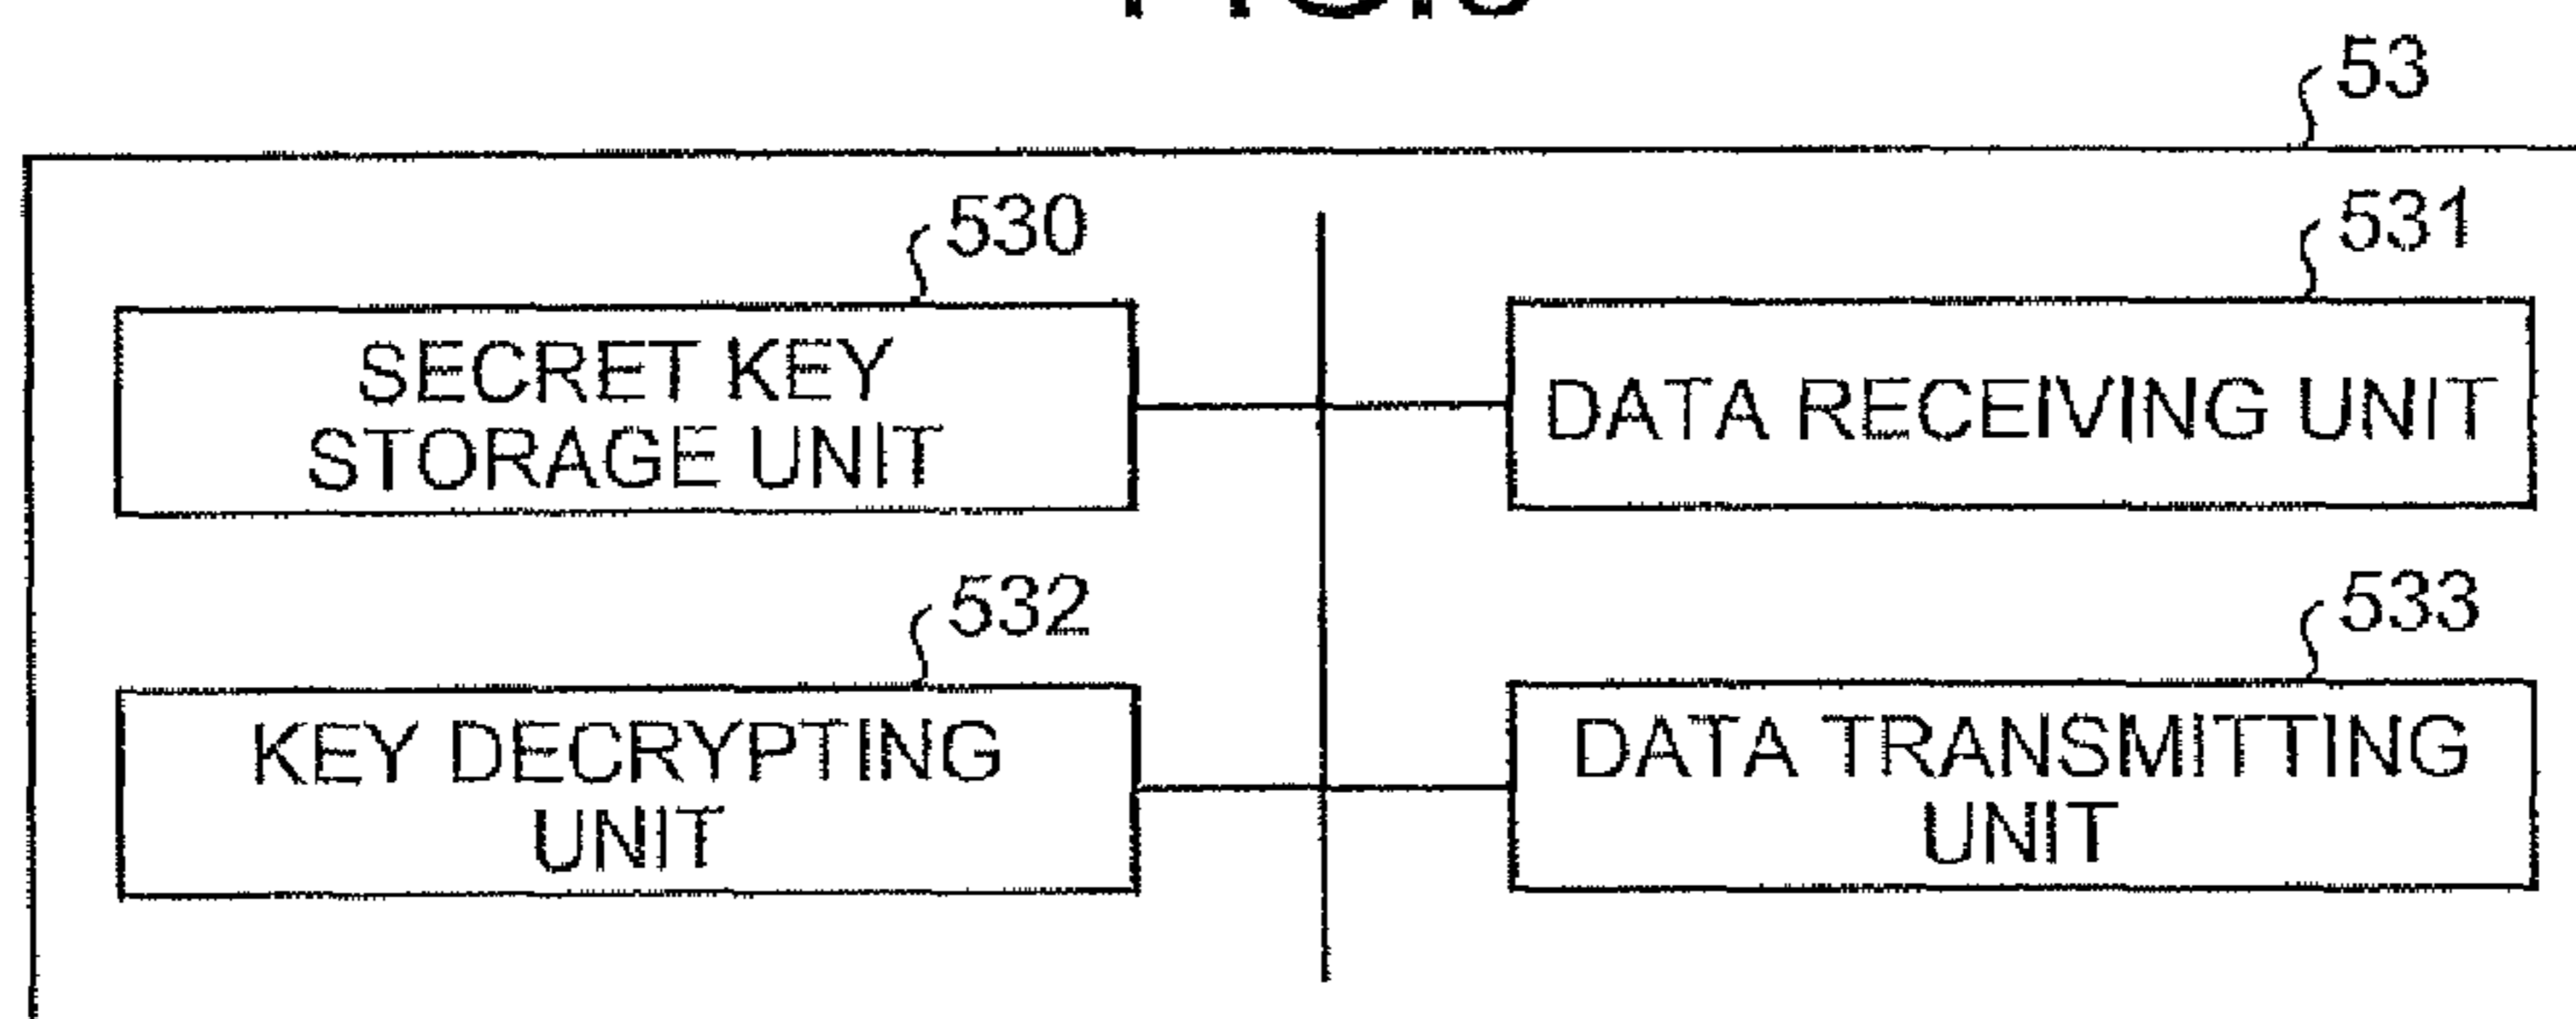 53
530
531
SECRET KEY
STORAGE UNIT
DATA RECEIVING UNIT
532
533
KEY DECRYPTING
UNIT
DATA TRANSMITTING
UNIT